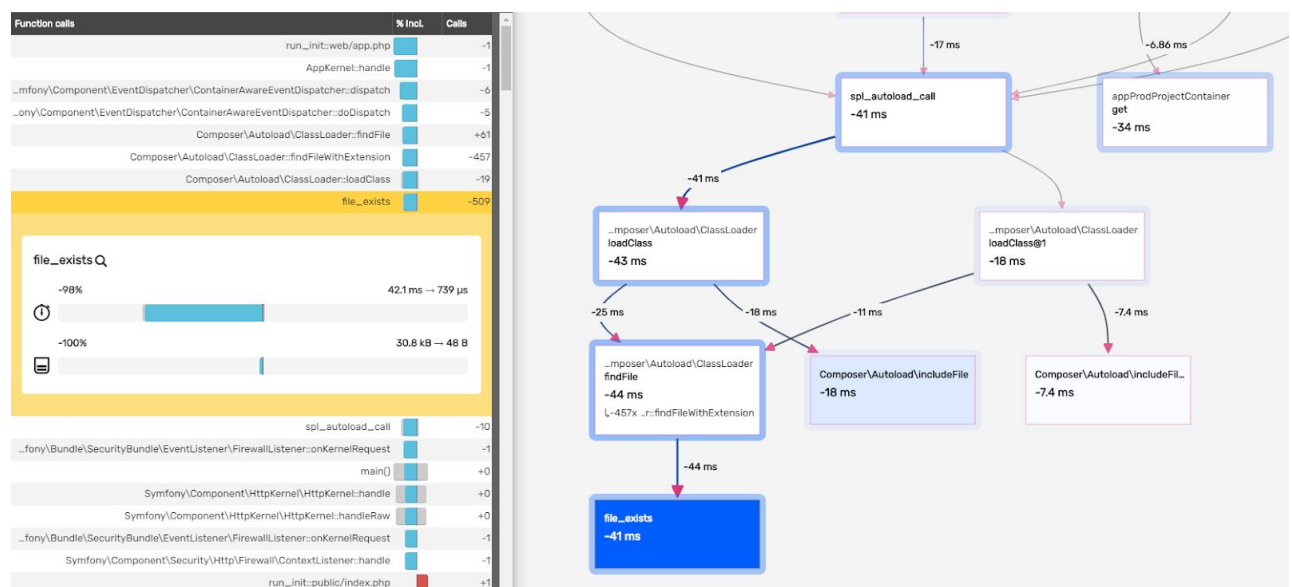 Function calls % Incl. Calls
run_init::web/app.php -1
AppKernel::handle -1
…mfony\Component\EventDispatcher\ContainerAwareEventDispatcher::dispatch -6
…ony\Component\EventDispatcher\ContainerAwareEventDispatcher::doDispatch -5
Composer\Autoload\ClassLoader::findFile +61
Composer\Autoload\ClassLoader::findFileWithExtension -457
Composer\Autoload\ClassLoader::loadClass -19
file_exists -509
file_exists
-98% 42.1 ms → 739 µs
-100% 30.8 kB → 48 B
spl_autoload_call -10
…fony\Bundle\SecurityBundle\EventListener\FirewallListener::onKernelRequest -1
main() +0
Symfony\Component\HttpKernel\HttpKernel::handle +0
Symfony\Component\HttpKernel\HttpKernel::handleRaw +0
…fony\Bundle\SecurityBundle\EventListener\FirewallListener::onKernelRequest -1
Symfony\Component\Security\Http\Firewall\ContextListener::handle -1
run_init::public/index.php +1
-17 ms
-6.86 ms
spl_autoload_call
-41 ms
appProdProjectContainer
get
-34 ms
-41 ms
…mposer\Autoload\ClassLoader
loadClass
-43 ms
…mposer\Autoload\ClassLoader
loadClass@1
-18 ms
-25 ms
-18 ms
-11 ms
-7.4 ms
…mposer\Autoload\ClassLoader
findFile
-44 ms
↳-457x …r::findFileWithExtension
Composer\Autoload\includeFile
-18 ms
Composer\Autoload\includeFil…
-7.4 ms
-44 ms
file_exists
-41 ms